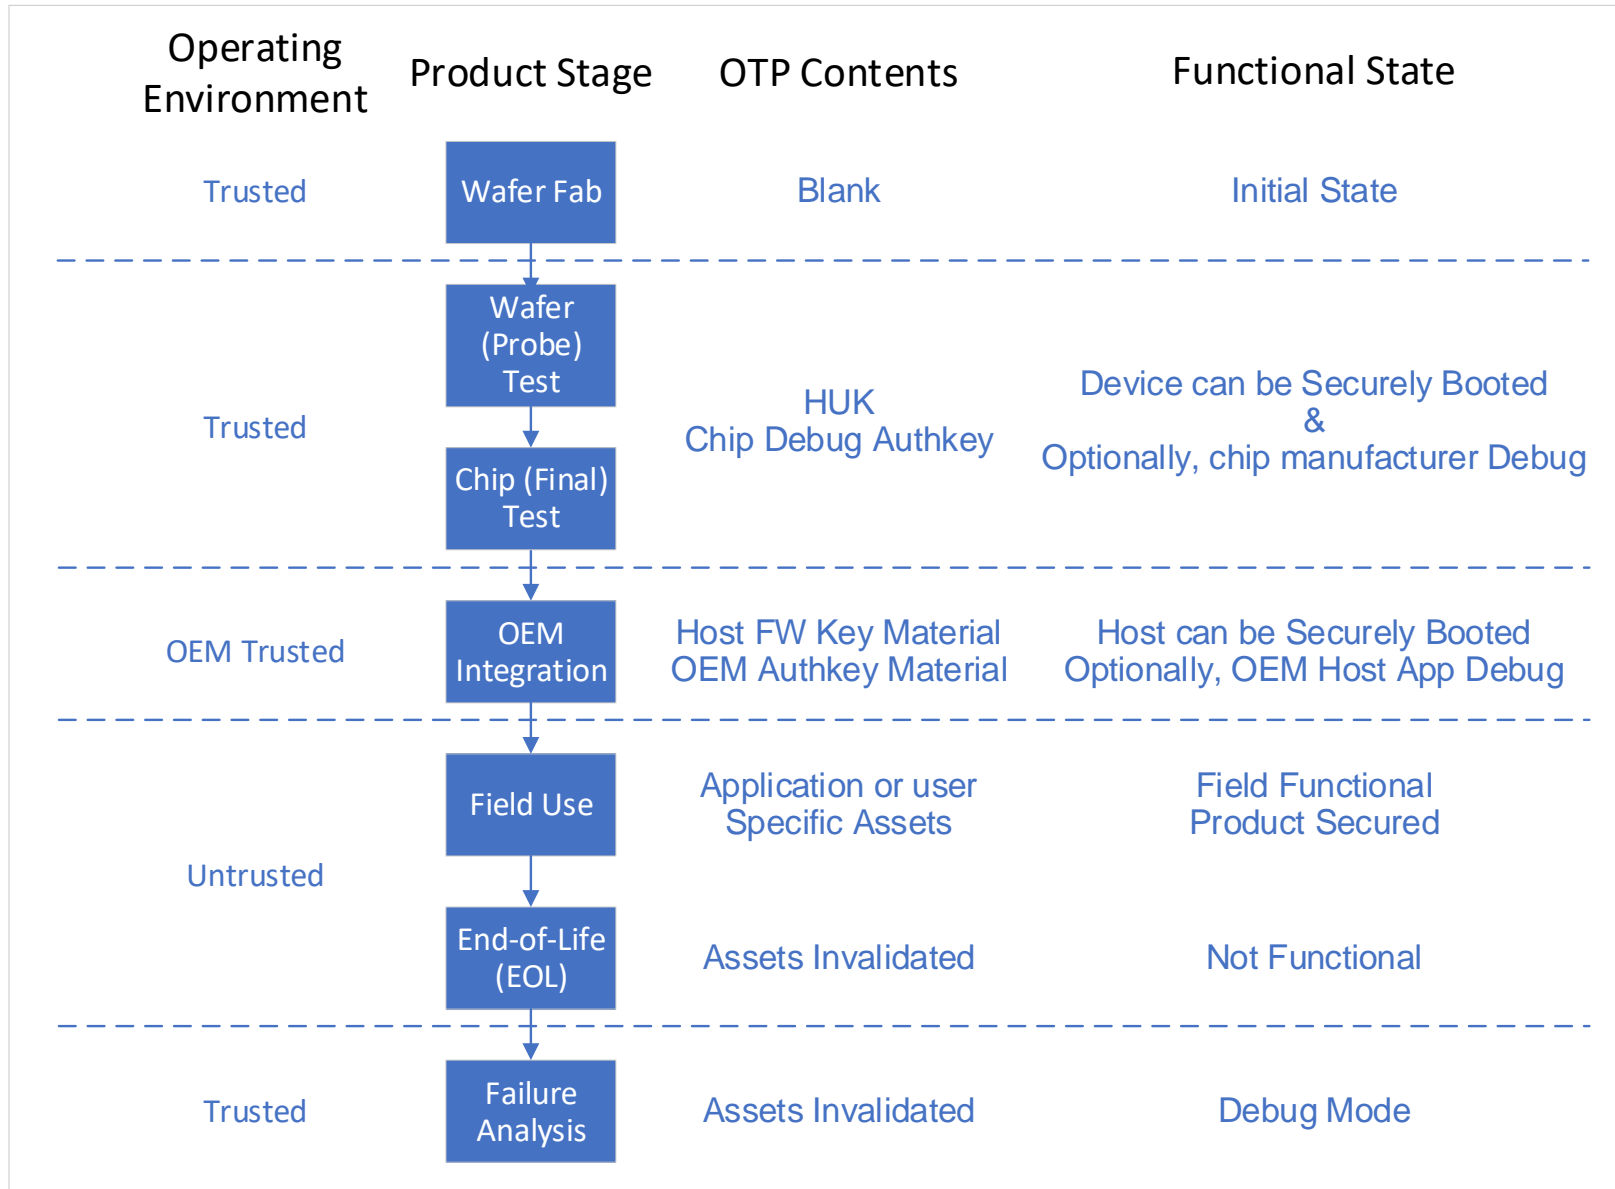 Operating
Environment
Product Stage
OTP Contents
Functional State
Trusted
Wafer Fab
Blank
Initial State
Trusted
Wafer
(Probe)
Test
Chip (Final)
Test
HUK
Chip Debug Authkey
Device can be Securely Booted
&
Optionally, chip manufacturer Debug
OEM Trusted
OEM
Integration
Host FW Key Material
OEM Authkey Material
Host can be Securely Booted
Optionally, OEM Host App Debug
Untrusted
Field Use
Application or user
Specific Assets
Field Functional
Product Secured
End-of-Life
(EOL)
Assets Invalidated
Not Functional
Trusted
Failure
Analysis
Assets Invalidated
Debug Mode